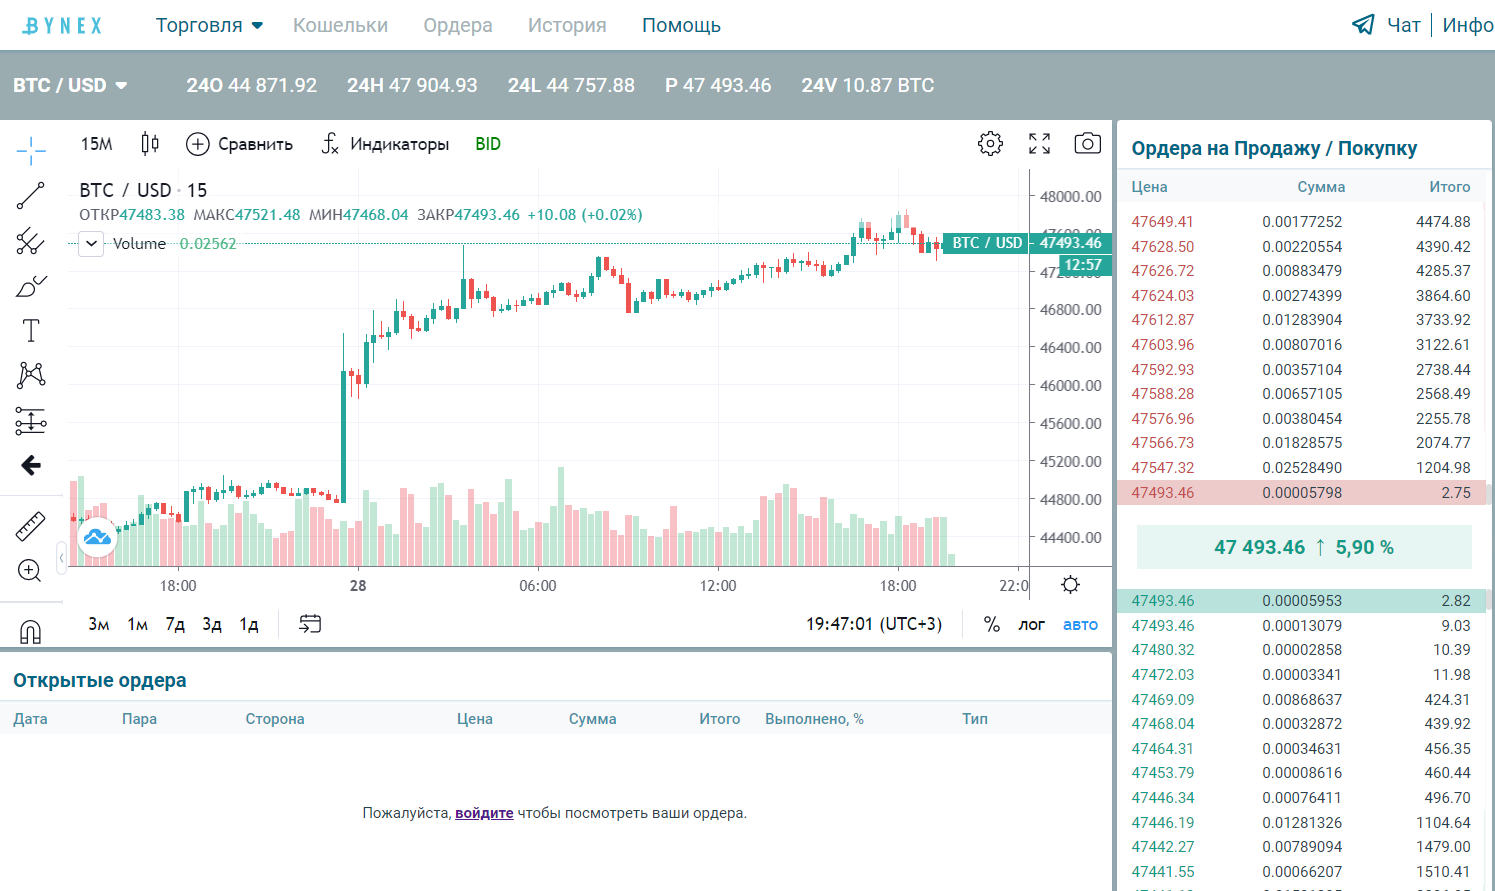 BYNEX Торговля Кошельки Ордера История Помощь Чат Инфо
BTC / USD 24O 44 871.92 24H 47 904.93 24L 44 757.88 P 47 493.46 24V 10.87 BTC
15М Сравнить Индикаторы BID
BTC / USD · 15
ОТКР47483.38 МАКС47521.48 МИН47468.04 ЗАКР47493.46 +10.08 (+0.02%)
Volume 0.02562
48000.00
BTC / USD 47493.46
12:57
46800.00
46400.00
46000.00
45600.00
45200.00
44800.00
44400.00
18:00 28 06:00 12:00 18:00 22:0
3м 1м 7д 3д 1д 19:47:01 (UTC+3) % лог авто
Открытые ордера
Дата Пара Сторона Цена Сумма Итого Выполнено, % Тип
Пожалуйста, войдите чтобы посмотреть ваши ордера.
Ордера на Продажу / Покупку
Цена Сумма Итого
47649.41 0.00177252 4474.88
47628.50 0.00220554 4390.42
47626.72 0.00883479 4285.37
47624.03 0.00274399 3864.60
47612.87 0.01283904 3733.92
47603.96 0.00807016 3122.61
47592.93 0.00357104 2738.44
47588.28 0.00657105 2568.49
47576.96 0.00380454 2255.78
47566.73 0.01828575 2074.77
47547.32 0.02528490 1204.98
47493.46 0.00005798 2.75
47 493.46 ↑ 5,90 %
47493.46 0.00005953 2.82
47493.46 0.00013079 9.03
47480.32 0.00002858 10.39
47472.03 0.00003341 11.98
47469.09 0.00868637 424.31
47468.04 0.00032872 439.92
47464.31 0.00034631 456.35
47453.79 0.00008616 460.44
47446.34 0.00076411 496.70
47446.19 0.01281326 1104.64
47442.27 0.00789094 1479.00
47441.55 0.00066207 1510.41